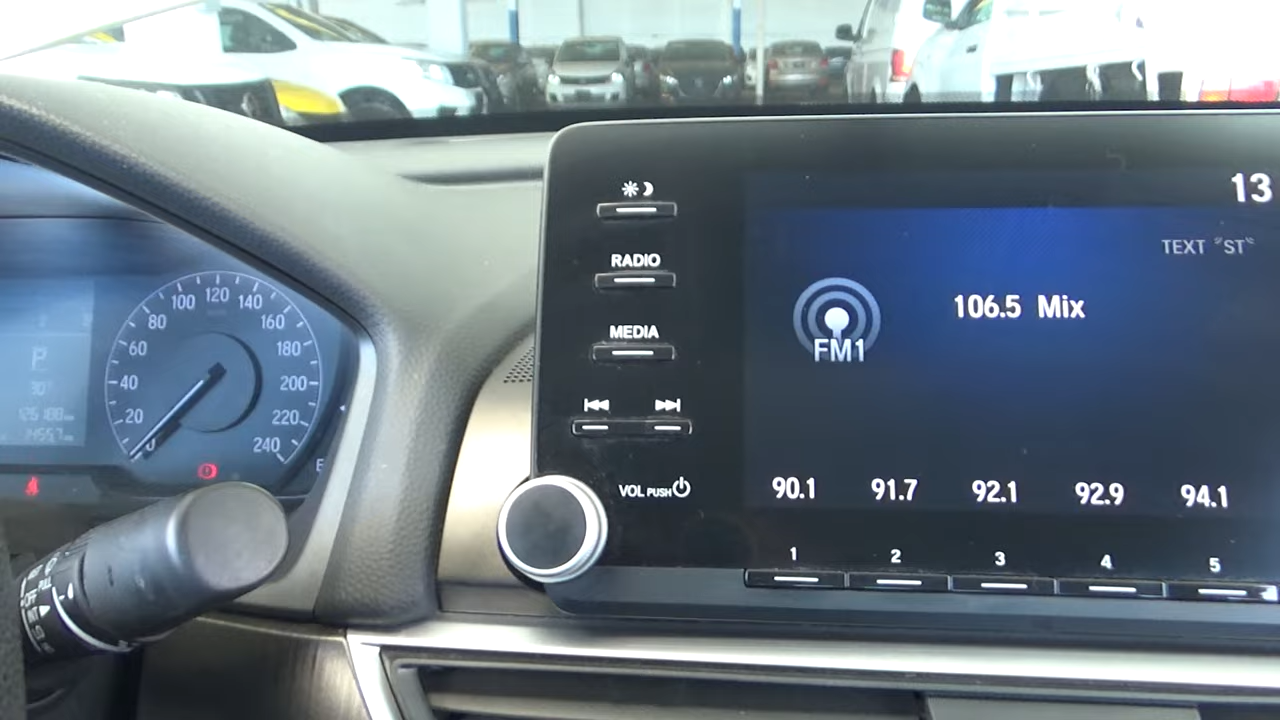 13
TEXT "ST"
RADIO
106.5 Mix
MEDIA
FM1
VOL PUSH
90.1 91.7 92.1 92.9 94.1
1 2 3 4 5
0
20
40
60
80
100
120
140
160
180
200
220
240
P
E
OFF